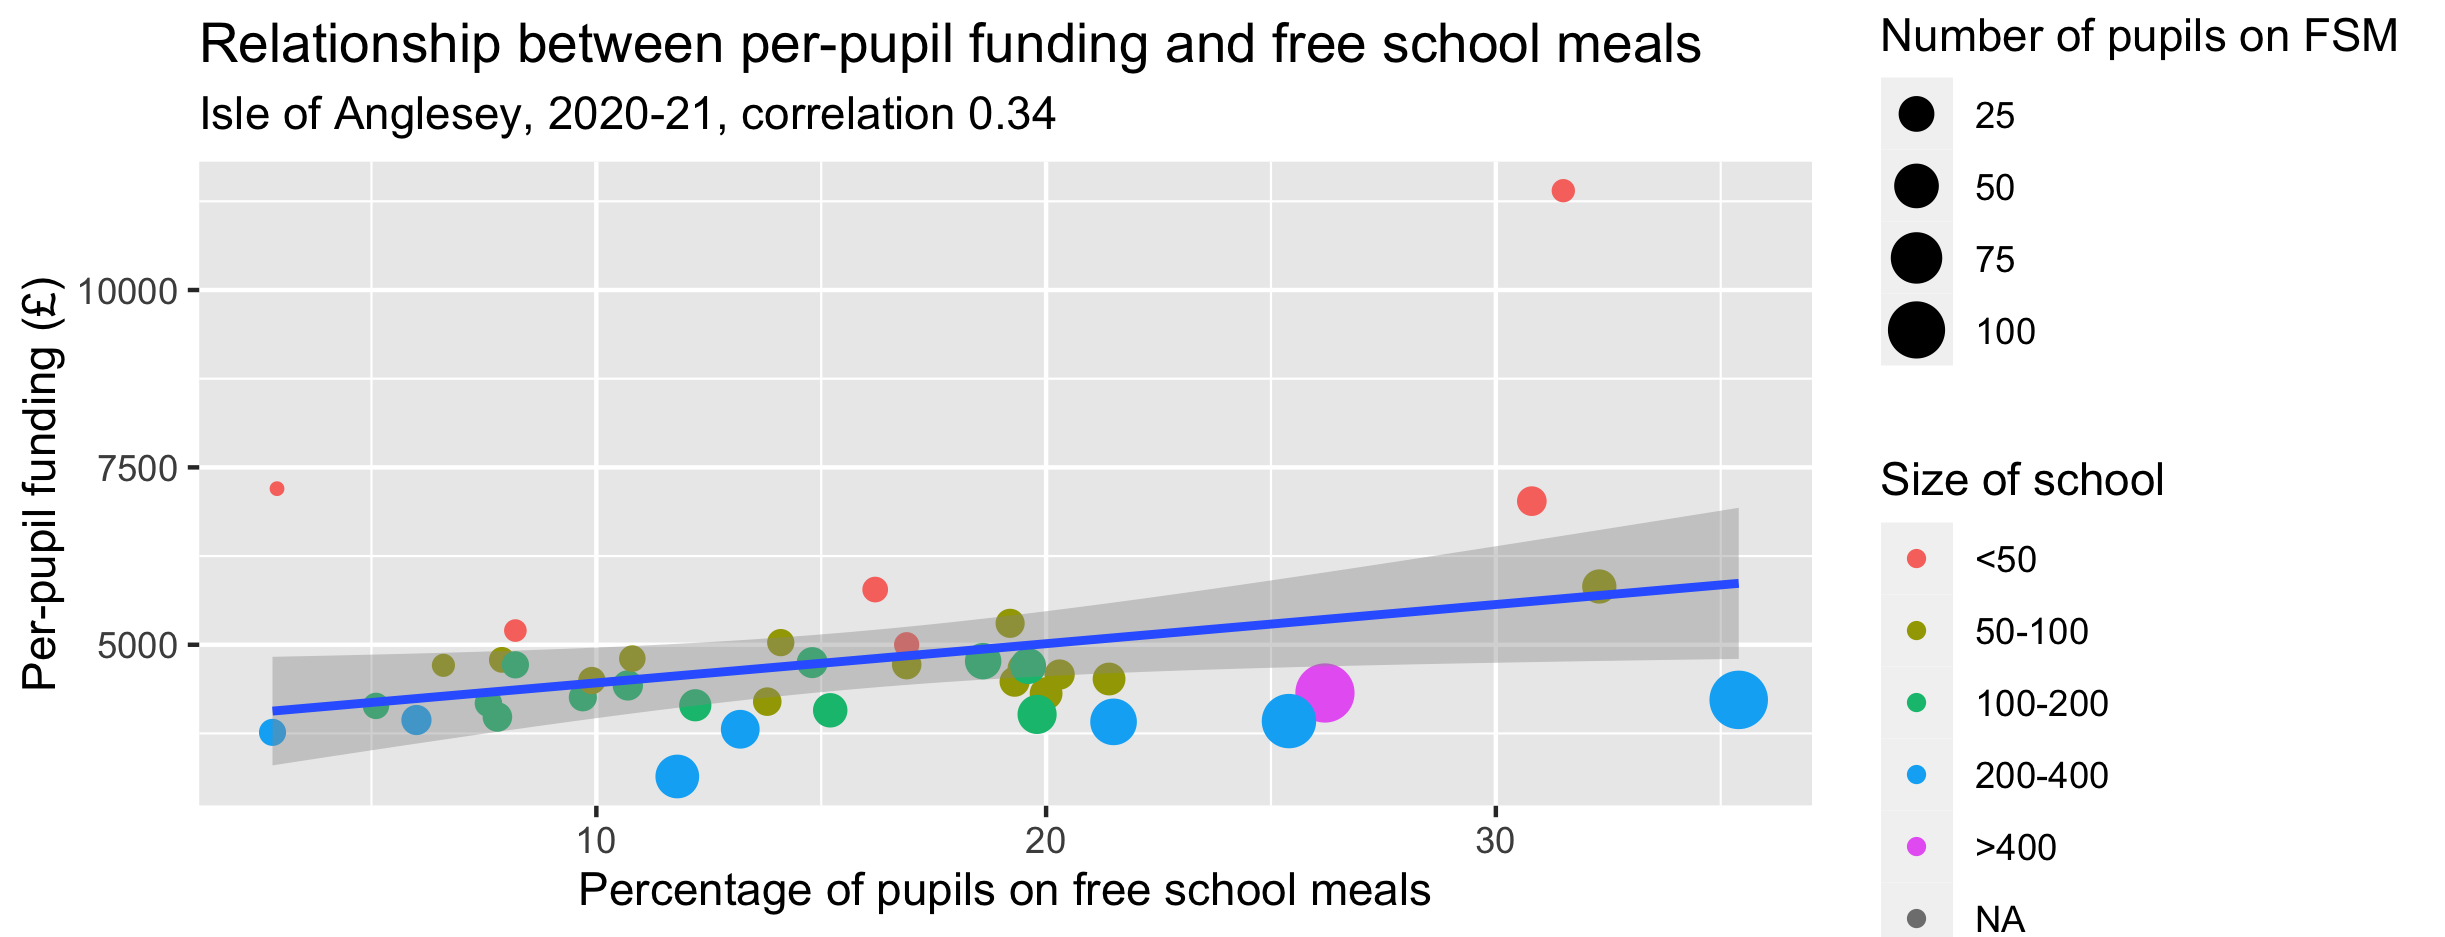 Relationship between per-pupil funding and free school meals
Isle of Anglesey, 2020-21, correlation 0.34
Per-pupil funding (£)
10000
7500
5000
10
20
30
Percentage of pupils on free school meals
Number of pupils on FSM
25
50
75
100
Size of school
<50
50-100
100-200
200-400
>400
NA